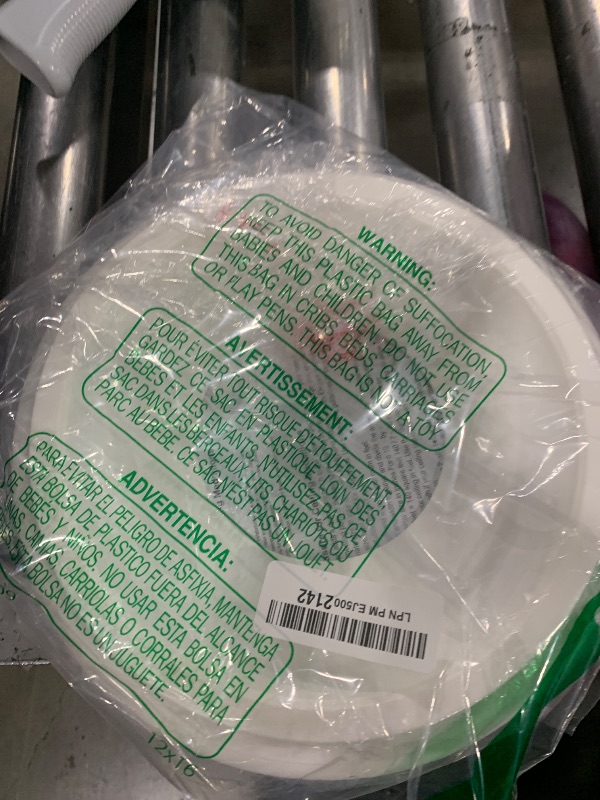 WARNING:
TO AVOID DANGER OF SUFFOCATION,
KEEP THIS PLASTIC BAG AWAY FROM
BABIES AND CHILDREN. DO NOT USE
THIS BAG IN CRIBS, BEDS, CARRIAGES
OR PLAY PENS. THIS BAG IS NOT A TOY.
AVERTISSEMENT:
POUR EVITER TOUT RISQUE D'ETOUFFEMENT,
GARDEZ CE SAC EN PLASTIQUE LOIN DES
BEBES ET LES ENFANTS. N'UTILISEZ PAS CE
SAC DANS LES BERCEAUX, LITS, CHARIOTS OU
PARC AU BEBE. CE SAC N'EST PAS UN JOUET.
ADVERTENCIA:
PARA EVITAR EL PELIGRO DE ASFIXIA MANTENGA
ESTA BOLSA DE PLASTICO FUERA DEL ALCANCE
DE BEBES Y NIÑOS. NO USAR ESTA BOLSA EN
CUNAS, CAMAS, CARRIOLAS O CORRALES PARA
BOLSA NO ES UN JUGUETE.
12X16
LPN PM EJ5002142